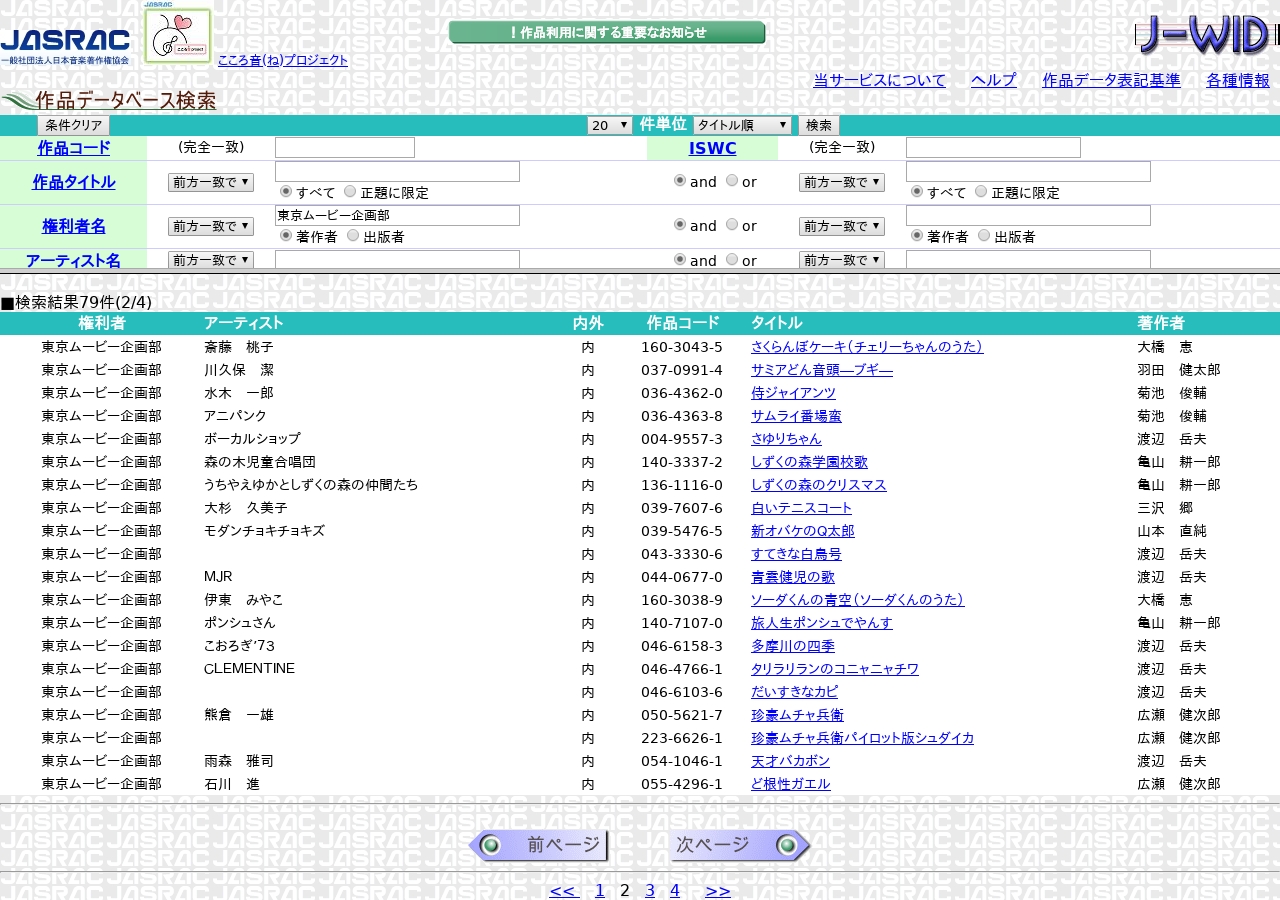 JASRAC
JASRAC
一般社団法人日本音楽著作権協会
こころ音(ね)プロジェクト
！作品利用に関する重要なお知らせ
J-WID
当サービスについて ヘルプ 作品データ表記基準 各種情報
作品データベース検索
条件クリア 20 ▼ 件単位 タイトル順 ▼ 検索
作品コード (完全一致) ISWC (完全一致)
作品タイトル 前方一致で ▼ すべて 正題に限定 and or 前方一致で ▼ すべて 正題に限定
権利者名 前方一致で ▼ 東京ムービー企画部 著作者 出版者 and or 前方一致で ▼ 著作者 出版者
アーティスト名 前方一致で ▼ and or 前方一致で ▼
■検索結果79件(2/4)
権利者 アーティスト 内外 作品コード タイトル 著作者
東京ムービー企画部 斎藤　桃子 内 160-3043-5 さくらんぼケーキ（チェリーちゃんのうた） 大橋　恵
東京ムービー企画部 川久保　潔 内 037-0991-4 サミアどん音頭―ブギ― 羽田　健太郎
東京ムービー企画部 水木　一郎 内 036-4362-0 侍ジャイアンツ 菊池　俊輔
東京ムービー企画部 アニパンク 内 036-4363-8 サムライ番場蛮 菊池　俊輔
東京ムービー企画部 ボーカルショップ 内 004-9557-3 さゆりちゃん 渡辺　岳夫
東京ムービー企画部 森の木児童合唱団 内 140-3337-2 しずくの森学園校歌 亀山　耕一郎
東京ムービー企画部 うちやえゆかとしずくの森の仲間たち 内 136-1116-0 しずくの森のクリスマス 亀山　耕一郎
東京ムービー企画部 大杉　久美子 内 039-7607-6 白いテニスコート 三沢　郷
東京ムービー企画部 モダンチョキチョキズ 内 039-5476-5 新オバケのＱ太郎 山本　直純
東京ムービー企画部 内 043-3330-6 すてきな白鳥号 渡辺　岳夫
東京ムービー企画部 ＭＪＲ 内 044-0677-0 青雲健児の歌 渡辺　岳夫
東京ムービー企画部 伊東　みやこ 内 160-3038-9 ソーダくんの青空（ソーダくんのうた） 大橋　恵
東京ムービー企画部 ポンシュさん 内 140-7107-0 旅人生ポンシュでやんす 亀山　耕一郎
東京ムービー企画部 こおろぎ’７３ 内 046-6158-3 多摩川の四季 渡辺　岳夫
東京ムービー企画部 ＣＬＥＭＥＮＴＩＮＥ 内 046-4766-1 タリラリランのコニャニャチワ 渡辺　岳夫
東京ムービー企画部 内 046-6103-6 だいすきなカピ 渡辺　岳夫
東京ムービー企画部 熊倉　一雄 内 050-5621-7 珍豪ムチャ兵衛 広瀬　健次郎
東京ムービー企画部 内 223-6626-1 珍豪ムチャ兵衛パイロット版シュダイカ 広瀬　健次郎
東京ムービー企画部 雨森　雅司 内 054-1046-1 天才バカボン 渡辺　岳夫
東京ムービー企画部 石川　進 内 055-4296-1 ど根性ガエル 広瀬　健次郎
前ページ 次ページ
<< 1 2 3 4 >>